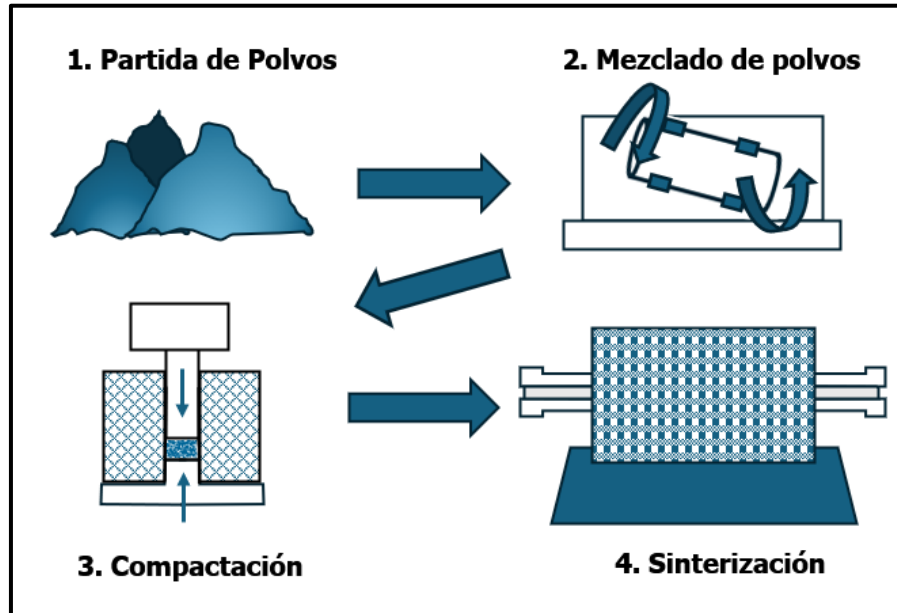 1. Partida de Polvos
2. Mezclado de polvos
3. Compactación
4. Sinterización